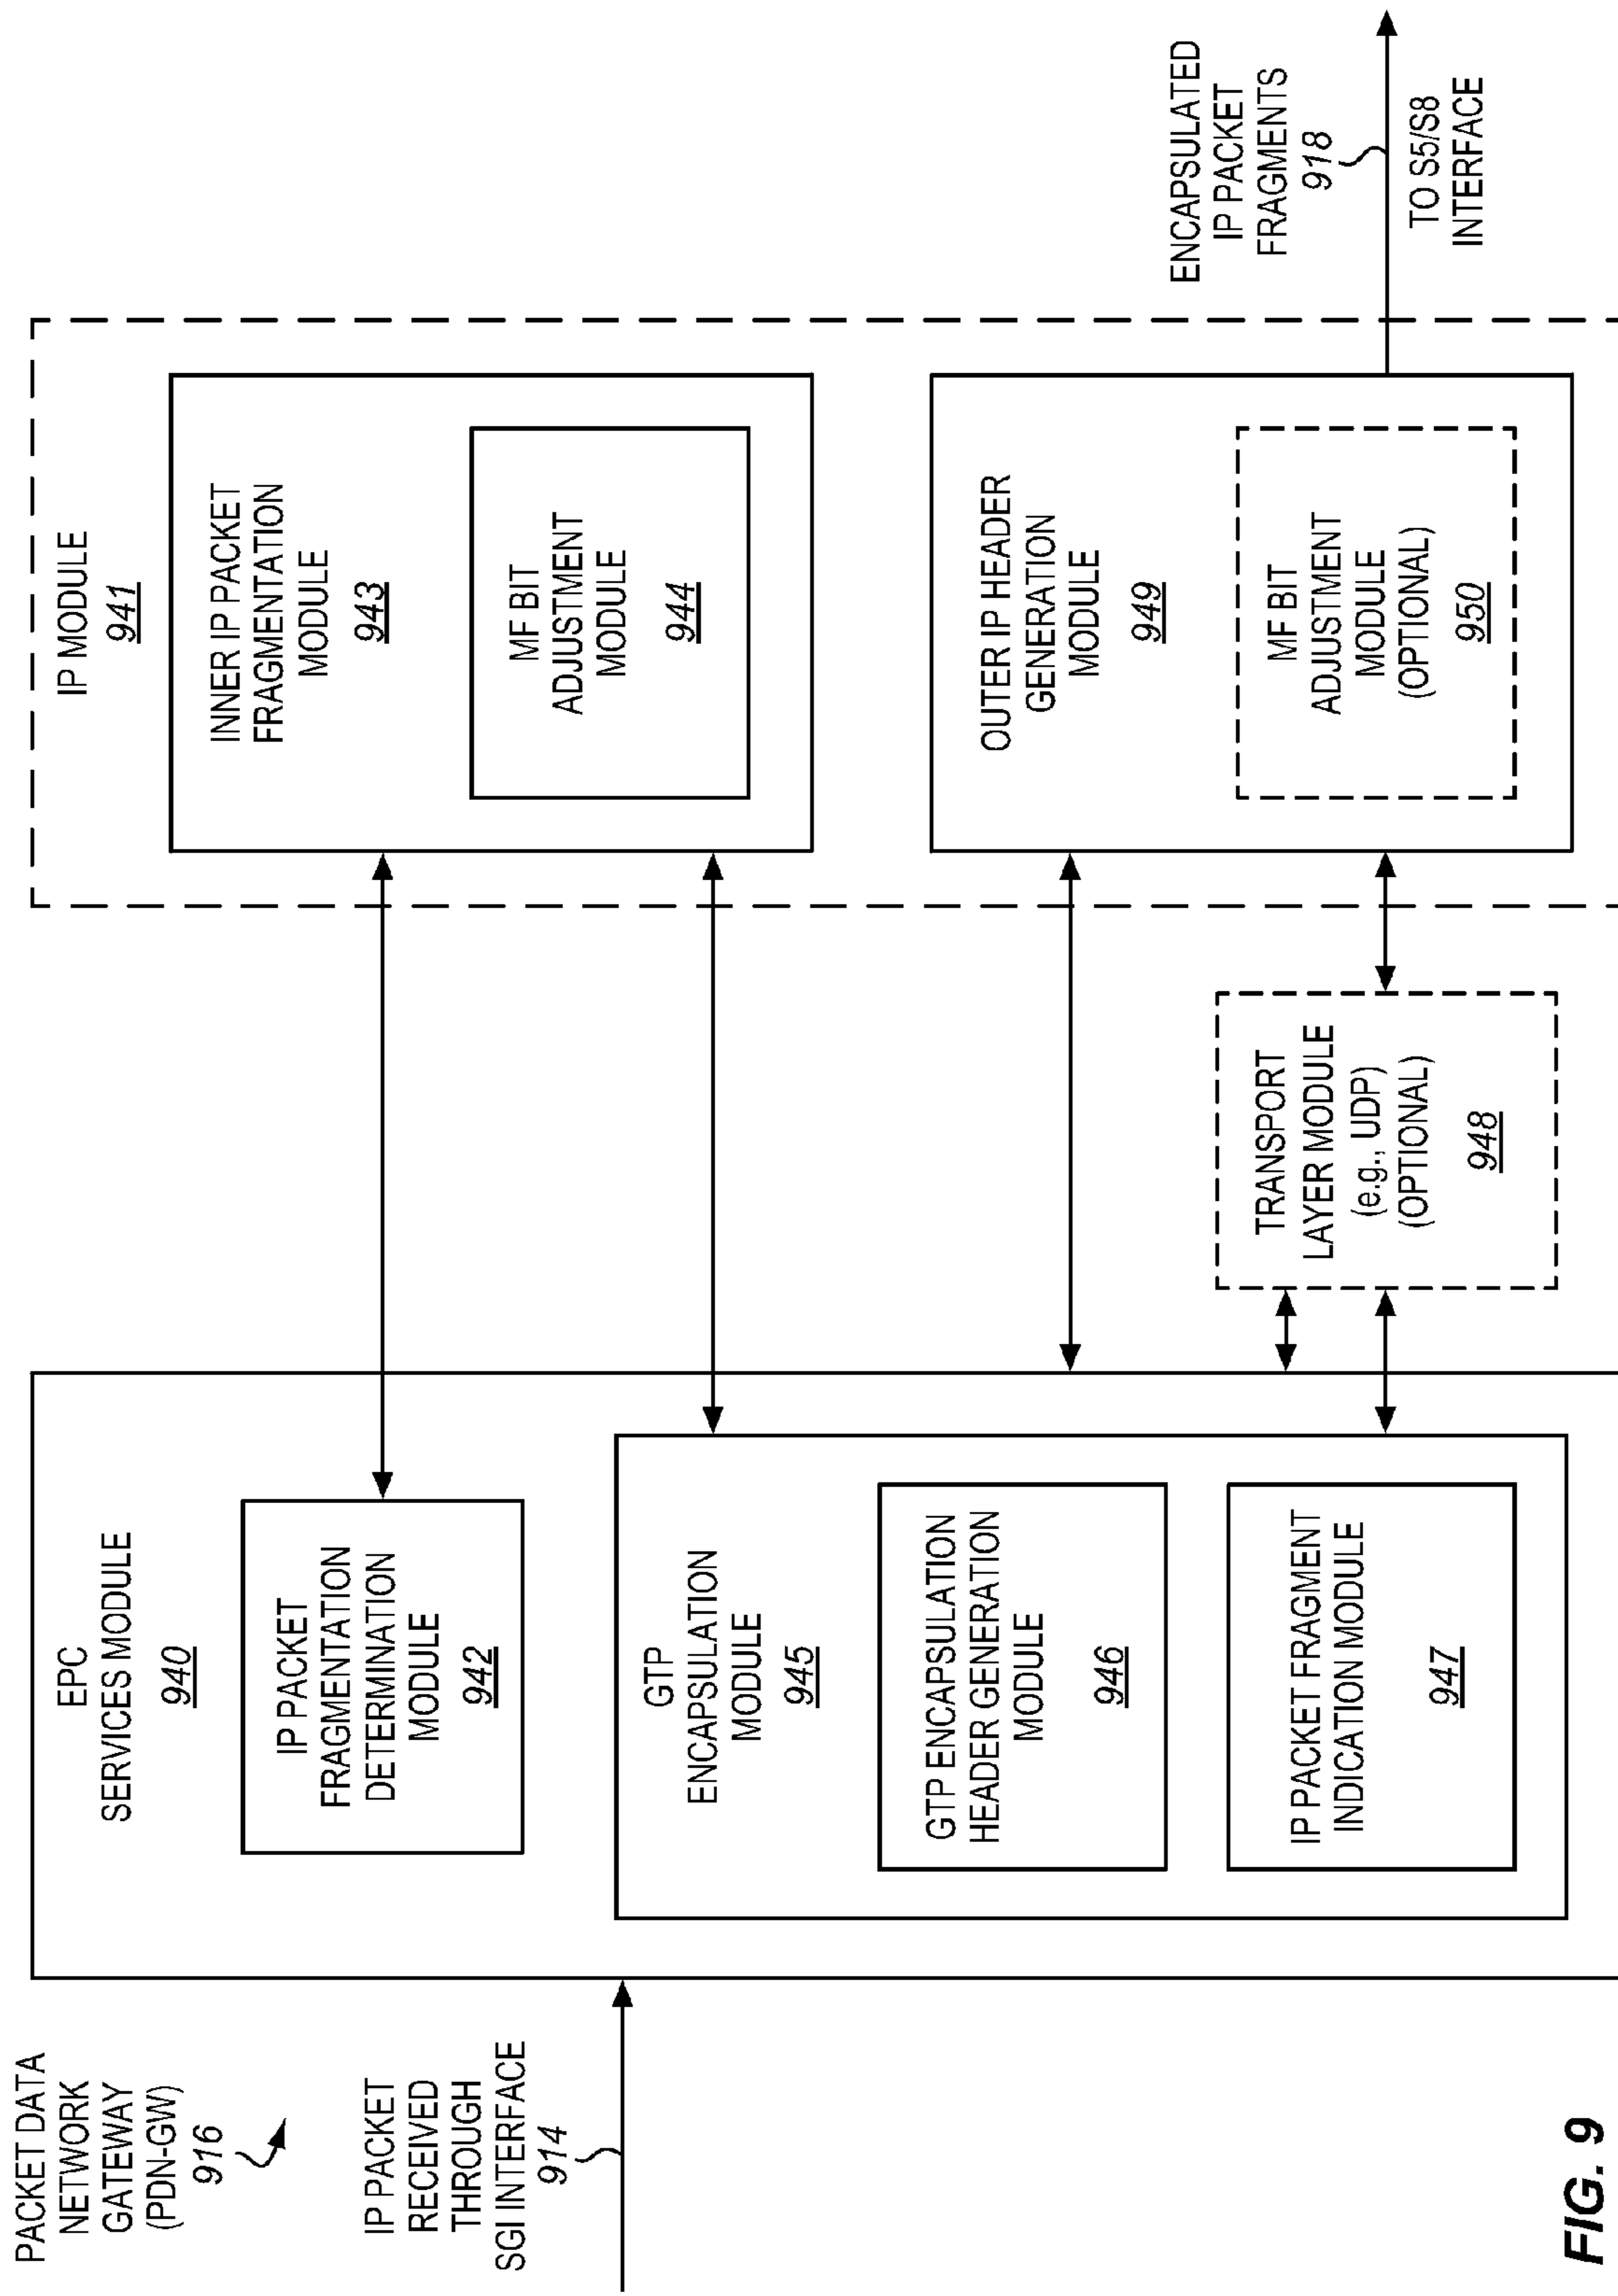 PACKET DATA
NETWORK
GATEWAY
(PDN-GW)
916
IP PACKET
RECEIVED
THROUGH
SGI INTERFACE
914
EPC
SERVICES MODULE
940
IP PACKET
FRAGMENTATION
DETERMINATION
MODULE
942
GTP
ENCAPSULATION
MODULE
945
GTP ENCAPSULATION
HEADER GENERATION
MODULE
946
IP PACKET FRAGMENT
INDICATION MODULE
947
TRANSPORT
LAYER MODULE
(e.g., UDP)
(OPTIONAL)
948
IP MODULE
941
INNER IP PACKET
FRAGMENTATION
MODULE
943
MF BIT
ADJUSTMENT
MODULE
944
OUTER IP HEADER
GENERATION
MODULE
949
MF BIT
ADJUSTMENT
MODULE
(OPTIONAL)
950
ENCAPSULATED
IP PACKET
FRAGMENTS
918
TO S5/S8
INTERFACE
FIG. 9